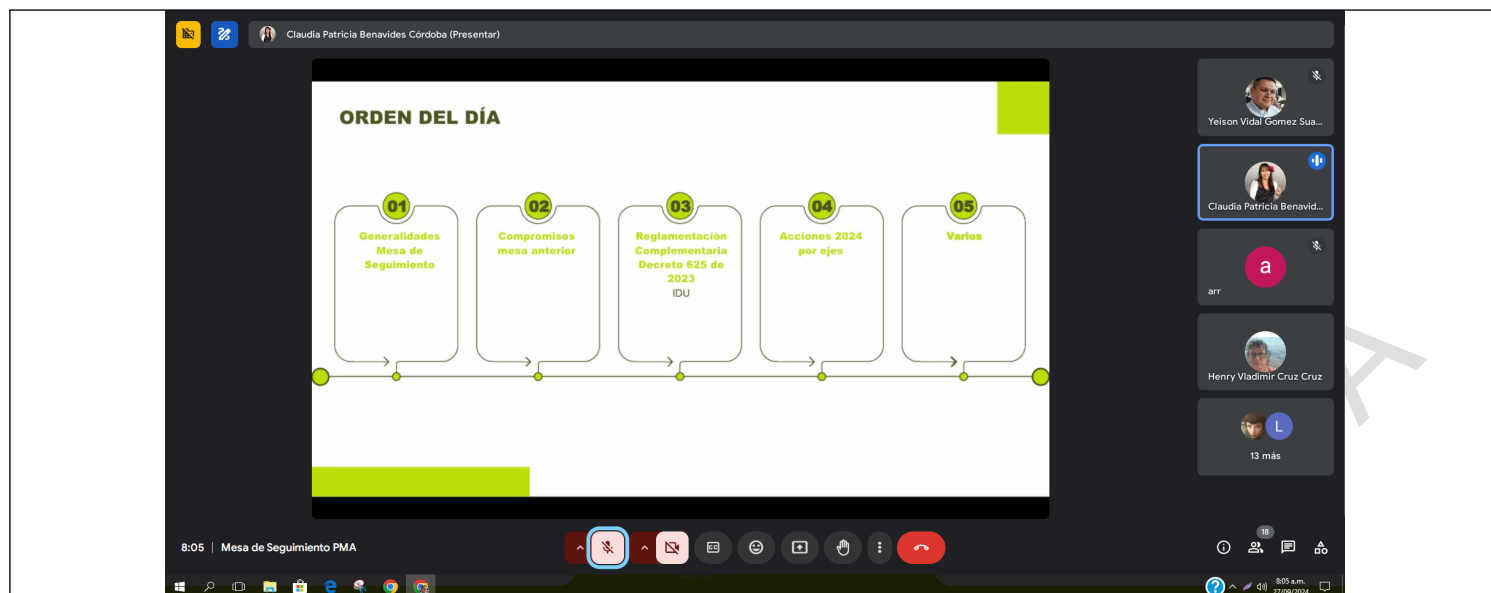 Claudia Patricia Benavides Córdoba (Presentar)
ORDEN DEL DÍA
01
Generalidades
Mesa de
Seguimiento
02
Compromisos
mesa anterior
03
Reglamentación
Complementaria
Decreto 625 de
2023
IDU
04
Acciones 2024
por ejes
05
Varios
Yeison Vidal Gomez Sua...
Claudia Patricia Benavid...
a
arr
Henry Vladimir Cruz Cruz
L
13 más
8:05 | Mesa de Seguimiento PMA
CC
18
8:05 a.m.
27/09/2024
A